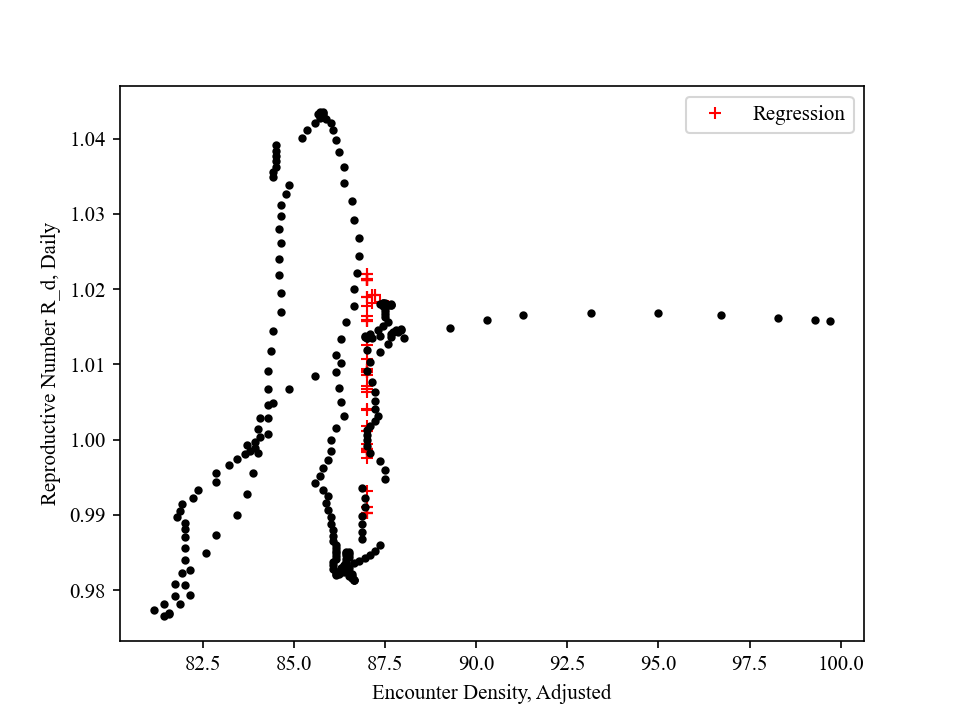 Regression
1.04
1.03
1.02
1.01
1.00
0.99
0.98
Reproductive Number R_d, Daily
82.5 85.0 87.5 90.0 92.5 95.0 97.5 100.0
Encounter Density, Adjusted